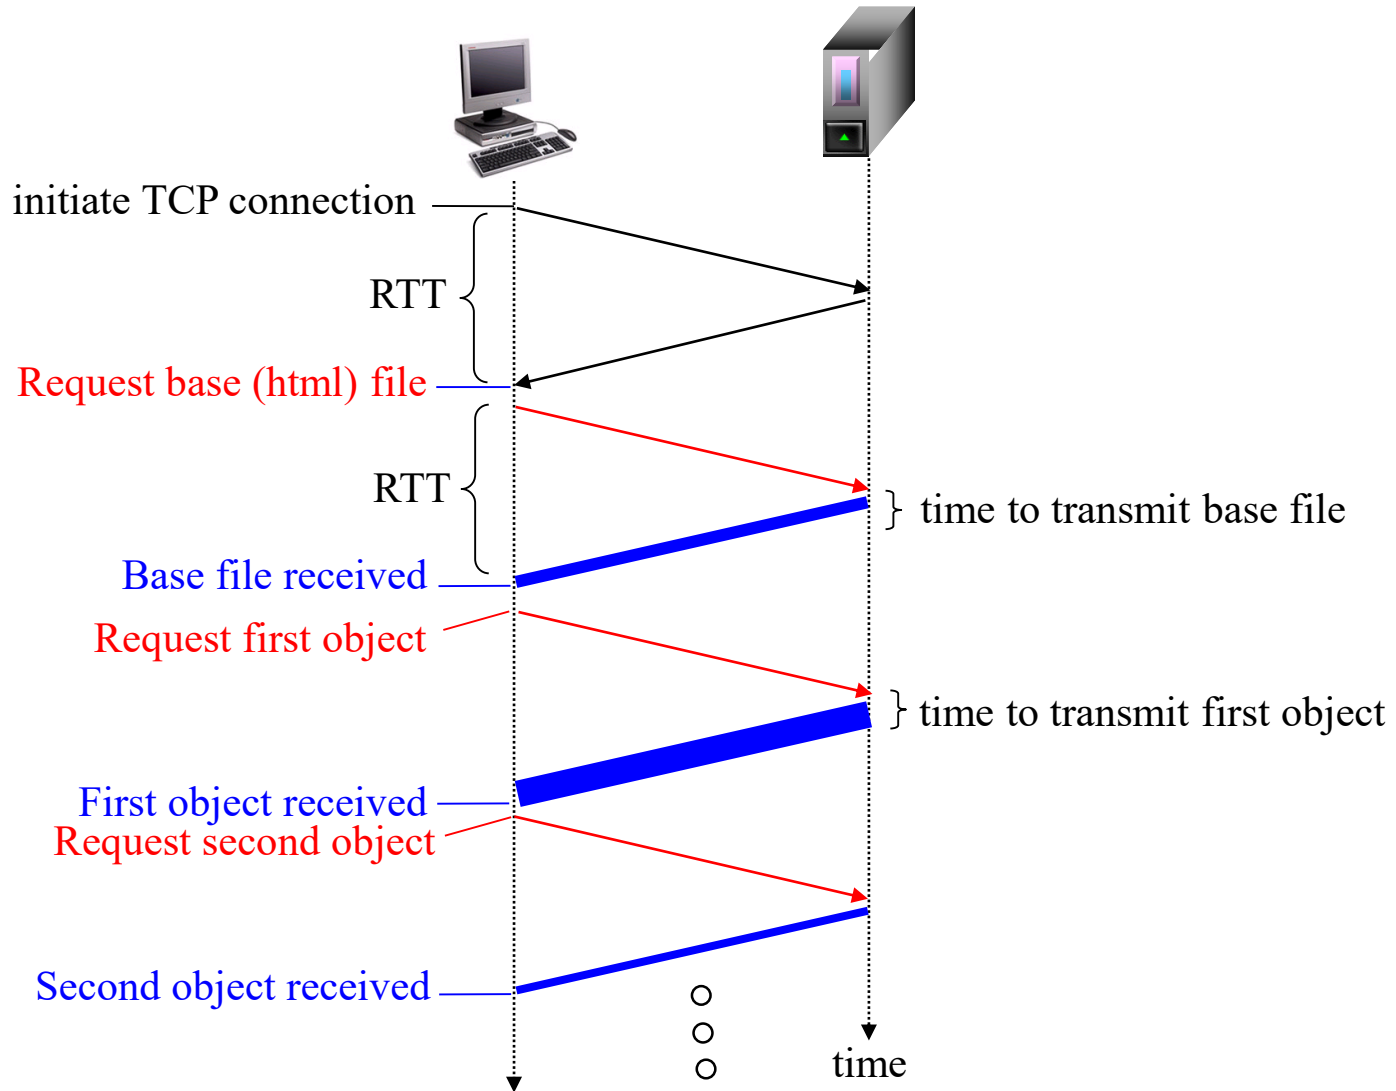 initiate TCP connection
RTT
Request base (html) file
RTT
time to transmit base file
Base file received
Request first object
time to transmit first object
First object received
Request second object
Second object received
time